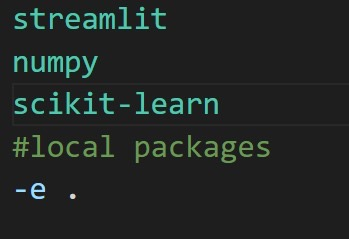 streamlit
numpy
scikit-learn
#local packages
-e .